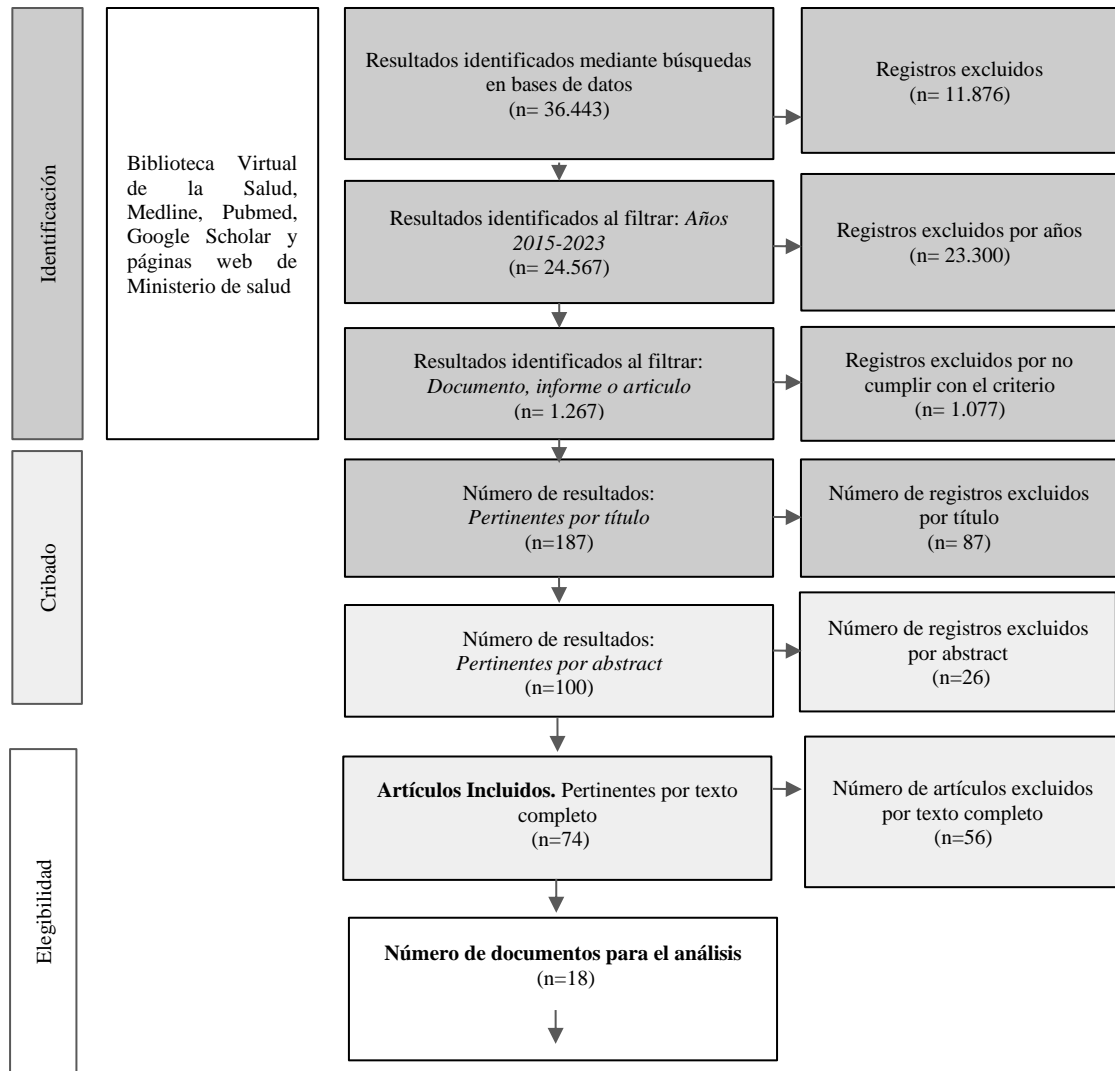 Identificación
Biblioteca Virtual
de la Salud,
Medline, Pubmed,
Google Scholar y
páginas web de
Ministerio de salud
Resultados identificados mediante búsquedas
en bases de datos
(n= 36.443)
Registros excluidos
(n= 11.876)
Resultados identificados al filtrar: Años
2015-2023
(n= 24.567)
Registros excluidos por años
(n= 23.300)
Resultados identificados al filtrar:
Documento, informe o articulo
(n= 1.267)
Registros excluidos por no
cumplir con el criterio
(n= 1.077)
Cribado
Número de resultados:
Pertinentes por título
(n=187)
Número de registros excluidos
por título
(n= 87)
Número de resultados:
Pertinentes por abstract
(n=100)
Número de registros excluidos
por abstract
(n=26)
Elegibilidad
Artículos Incluidos. Pertinentes por texto
completo
(n=74)
Número de artículos excluidos
por texto completo
(n=56)
Número de documentos para el análisis
(n=18)